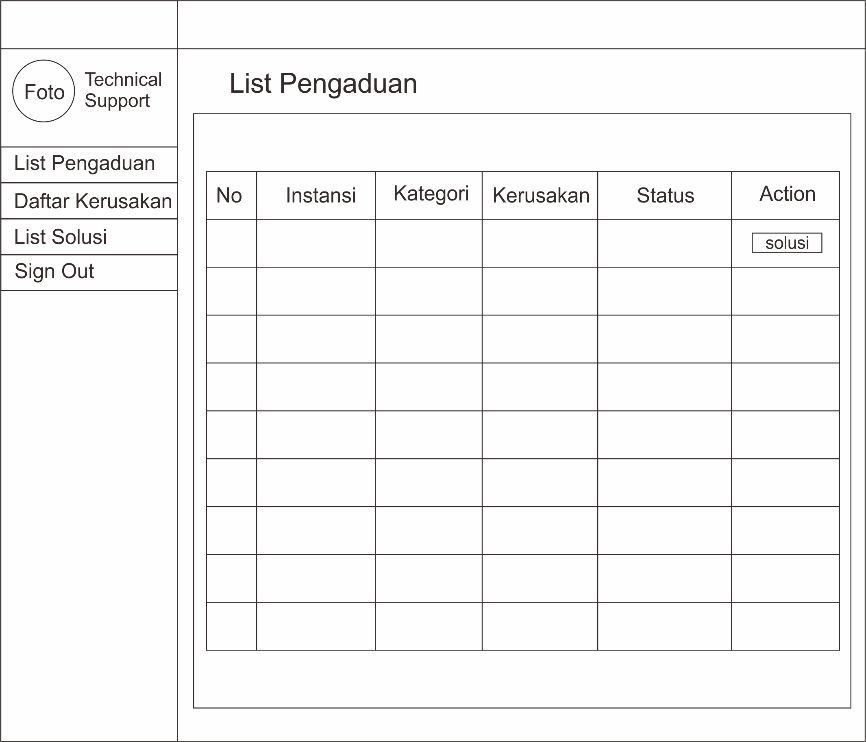 Foto
Technical
Support
List Pengaduan
Daftar Kerusakan
List Solusi
Sign Out
List Pengaduan
No Instansi Kategori Kerusakan Status Action
solusi